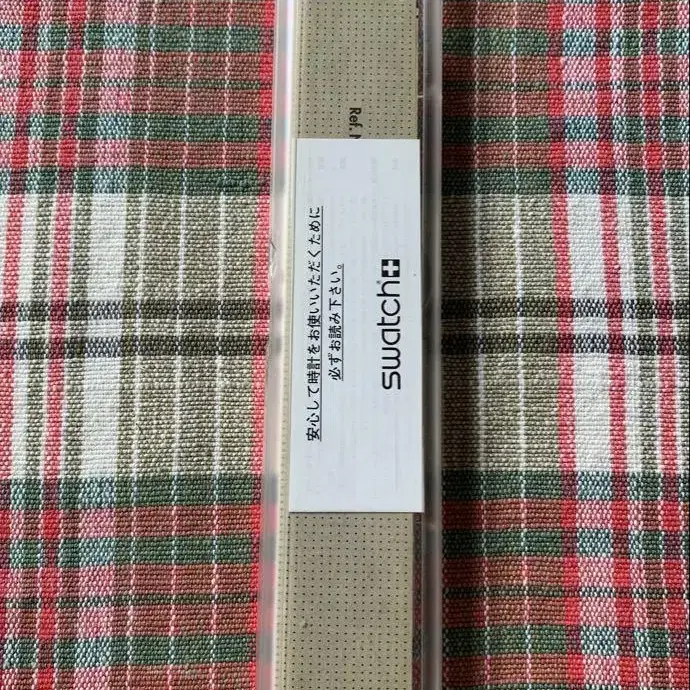 安心して時計をお使いいただくために
必ずお読み下さい。
swatch
Ref.